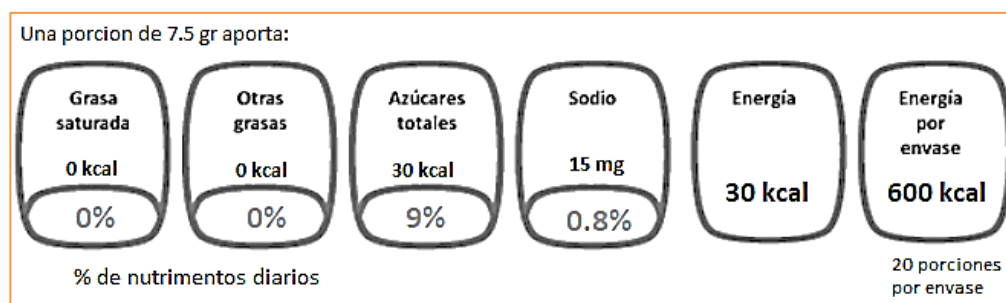 Una porcion de 7.5 gr aporta:
Grasa
saturada
0 kcal
0%
Otras
grasas
0 kcal
0%
Azúcares
totales
30 kcal
9%
Sodio
15 mg
0.8%
Energía
30 kcal
Energía
por
envase
600 kcal
% de nutrimentos diarios
20 porciones
por envase